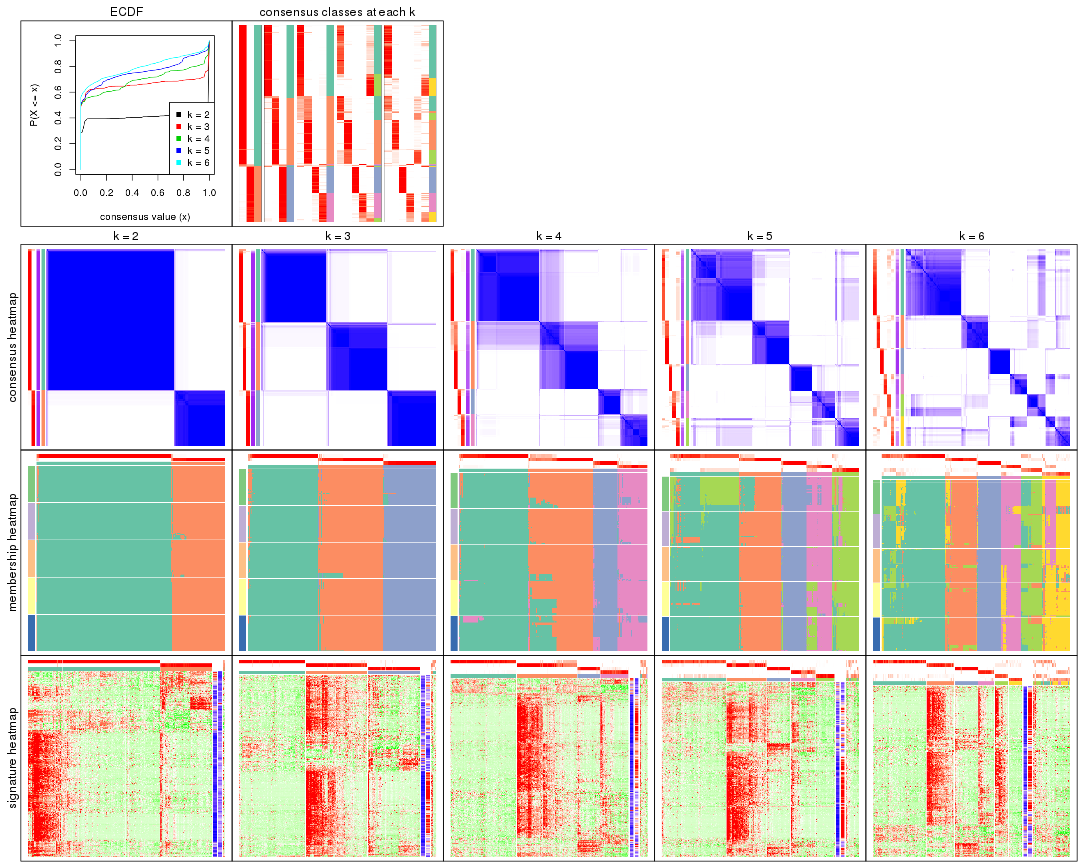 ECDF
consensus classes at each k
P(X <= x)
0.0 0.2 0.4 0.6 0.8 1.0
k = 2
k = 3
k = 4
k = 5
k = 6
0.0 0.2 0.4 0.6 0.8 1.0
consensus value (x)
k = 2
k = 3
k = 4
k = 5
k = 6
consensus heatmap
membership heatmap
signature heatmap